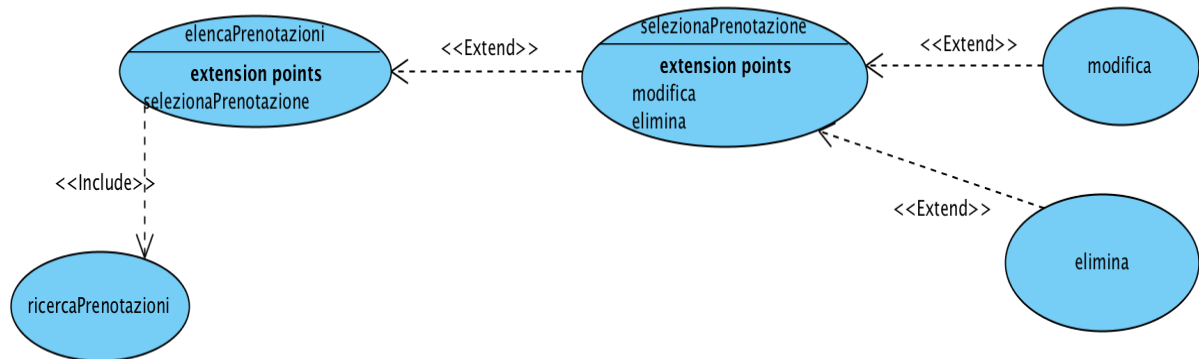 elencaPrenotazioni
extension points
selezionaPrenotazione
<<Extend>>
selezionaPrenotazione
extension points
modifica
elimina
<<Extend>>
modifica
<<Include>>
<<Extend>>
elimina
ricercaPrenotazioni